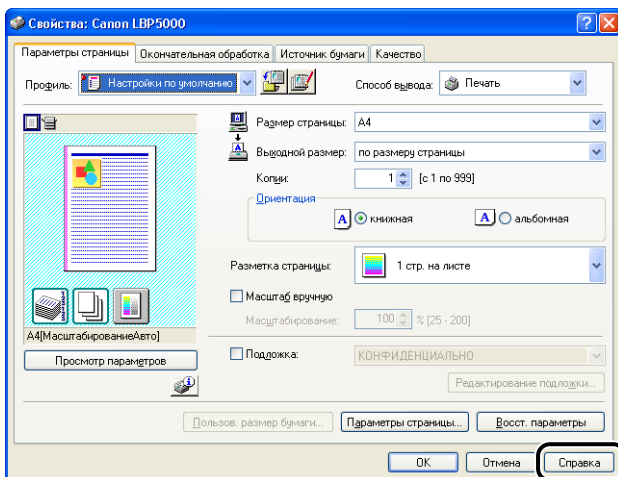 Свойства: Canon LBP5000
Параметры страницы Окончательная обработка Источник бумаги Качество
Профиль: Настройки по умолчанию Способ вывода: Печать
Размер страницы: A4
Выходной размер: по размеру страницы
Копии: 1 [с 1 по 999]
Ориентация
A книжная A альбомная
Разметка страницы: 1 стр. на листе
Масштаб вручную
Масштабирование: 100 % [25 - 200]
A4[МасштабированиеАвто]
Просмотр параметров
Подложка: КОНФИДЕНЦИАЛЬНО
Редактирование подложки...
Пользов. размер бумаги... Параметры страницы... Восст. параметры
OK Отмена Справка